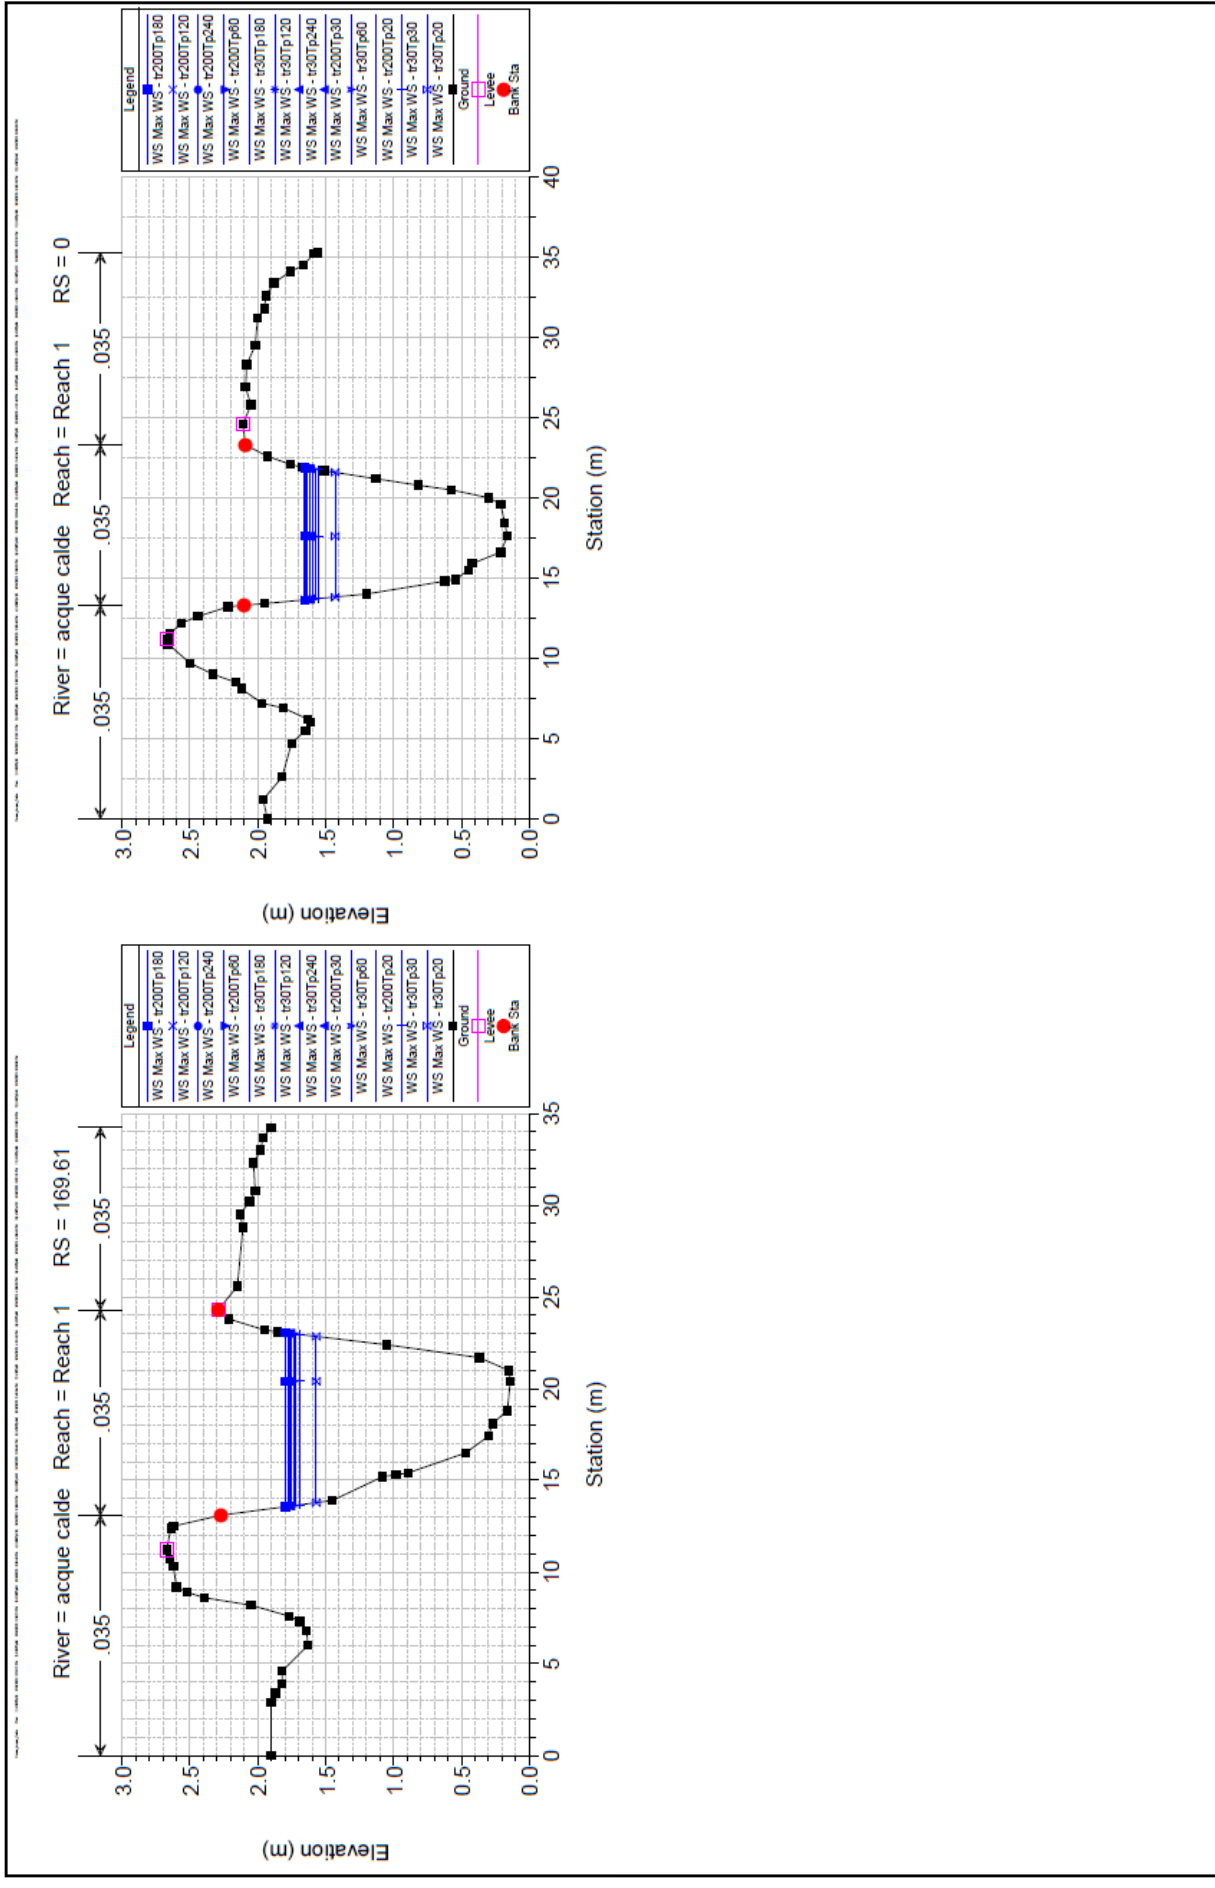 River = acque calde   Reach = Reach 1   RS = 169.61
.035
.035
.035
Elevation (m)
3.0
2.5
2.0
1.5
1.0
0.5
0.0
0
5
10
15
20
25
30
35
Station (m)
Legend
WS Max WS - tr200Tp180
WS Max WS - tr200Tp120
WS Max WS - tr200Tp240
WS Max WS - tr200Tp60
WS Max WS - tr30Tp180
WS Max WS - tr30Tp120
WS Max WS - tr30Tp240
WS Max WS - tr200Tp30
WS Max WS - tr30Tp60
WS Max WS - tr200Tp20
WS Max WS - tr30Tp30
WS Max WS - tr30Tp20
Ground
Levee
Bank Sta
River = acque calde   Reach = Reach 1   RS = 0
.035
.035
.035
Elevation (m)
3.0
2.5
2.0
1.5
1.0
0.5
0.0
0
5
10
15
20
25
30
35
40
Station (m)
Legend
WS Max WS - tr200Tp180
WS Max WS - tr200Tp120
WS Max WS - tr200Tp240
WS Max WS - tr200Tp60
WS Max WS - tr30Tp180
WS Max WS - tr30Tp120
WS Max WS - tr30Tp240
WS Max WS - tr200Tp30
WS Max WS - tr30Tp60
WS Max WS - tr200Tp20
WS Max WS - tr30Tp30
WS Max WS - tr30Tp20
Ground
Levee
Bank Sta